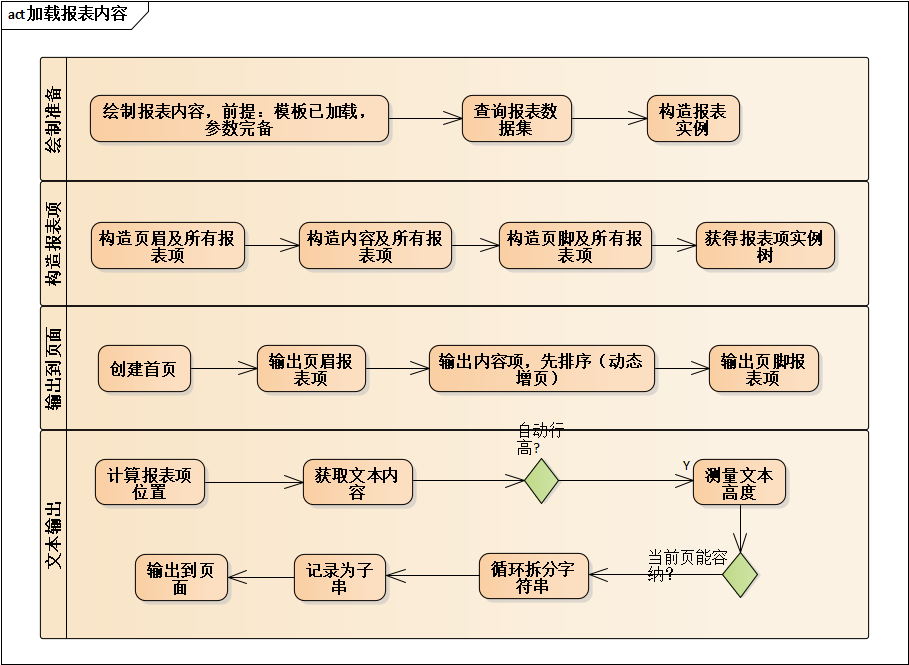 act 加载报表内容
绘制准备
绘制报表内容，前提：模板已加载，
参数完备
查询报表数
据集
构造报表
实例
构造报表项
构造页眉及所有报
表项
构造内容及所有报
表项
构造页脚及所有报
表项
获得报表项实例
树
输出到页面
创建首页
输出页眉报
表项
输出内容项，先排序（动态
增页）
输出页脚报
表项
文本输出
计算报表项
位置
获取文本内
容
自动行
高?
Y
测量文本
高度
当前页能容
纳?
循环拆分字
符串
记录为子
串
输出到页
面